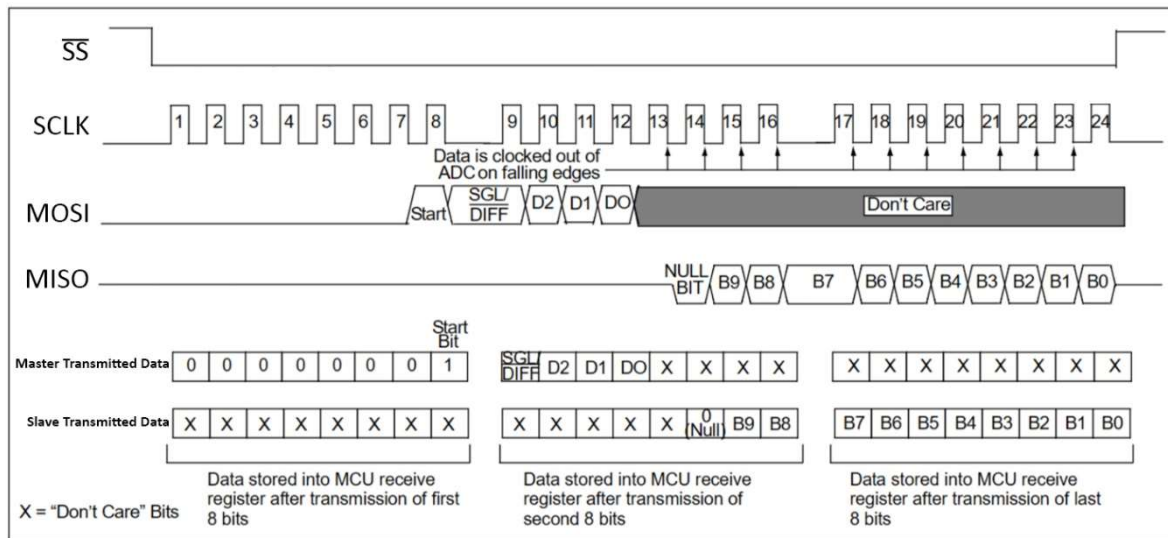 SS
SCLK
1 2 3 4 5 6 7 8 9 10 11 12 13 14 15 16 17 18 19 20 21 22 23 24
Data is clocked out of
ADC on falling edges
MOSI
Start SGL/DIFF D2 D1 DO Don't Care
MISO
NULL BIT B9 B8 B7 B6 B5 B4 B3 B2 B1 B0
Start
Bit
Master Transmitted Data 0 0 0 0 0 0 0 1 SGL/DIFF D2 D1 DO X X X X X X X X X X X X
Slave Transmitted Data X X X X X X X X X X X X X 0 (Null) B9 B8 B7 B6 B5 B4 B3 B2 B1 B0
Data stored into MCU receive
register after transmission of first
8 bits
Data stored into MCU receive
register after transmission of
second 8 bits
Data stored into MCU receive
register after transmission of last
8 bits
X = “Don't Care” Bits